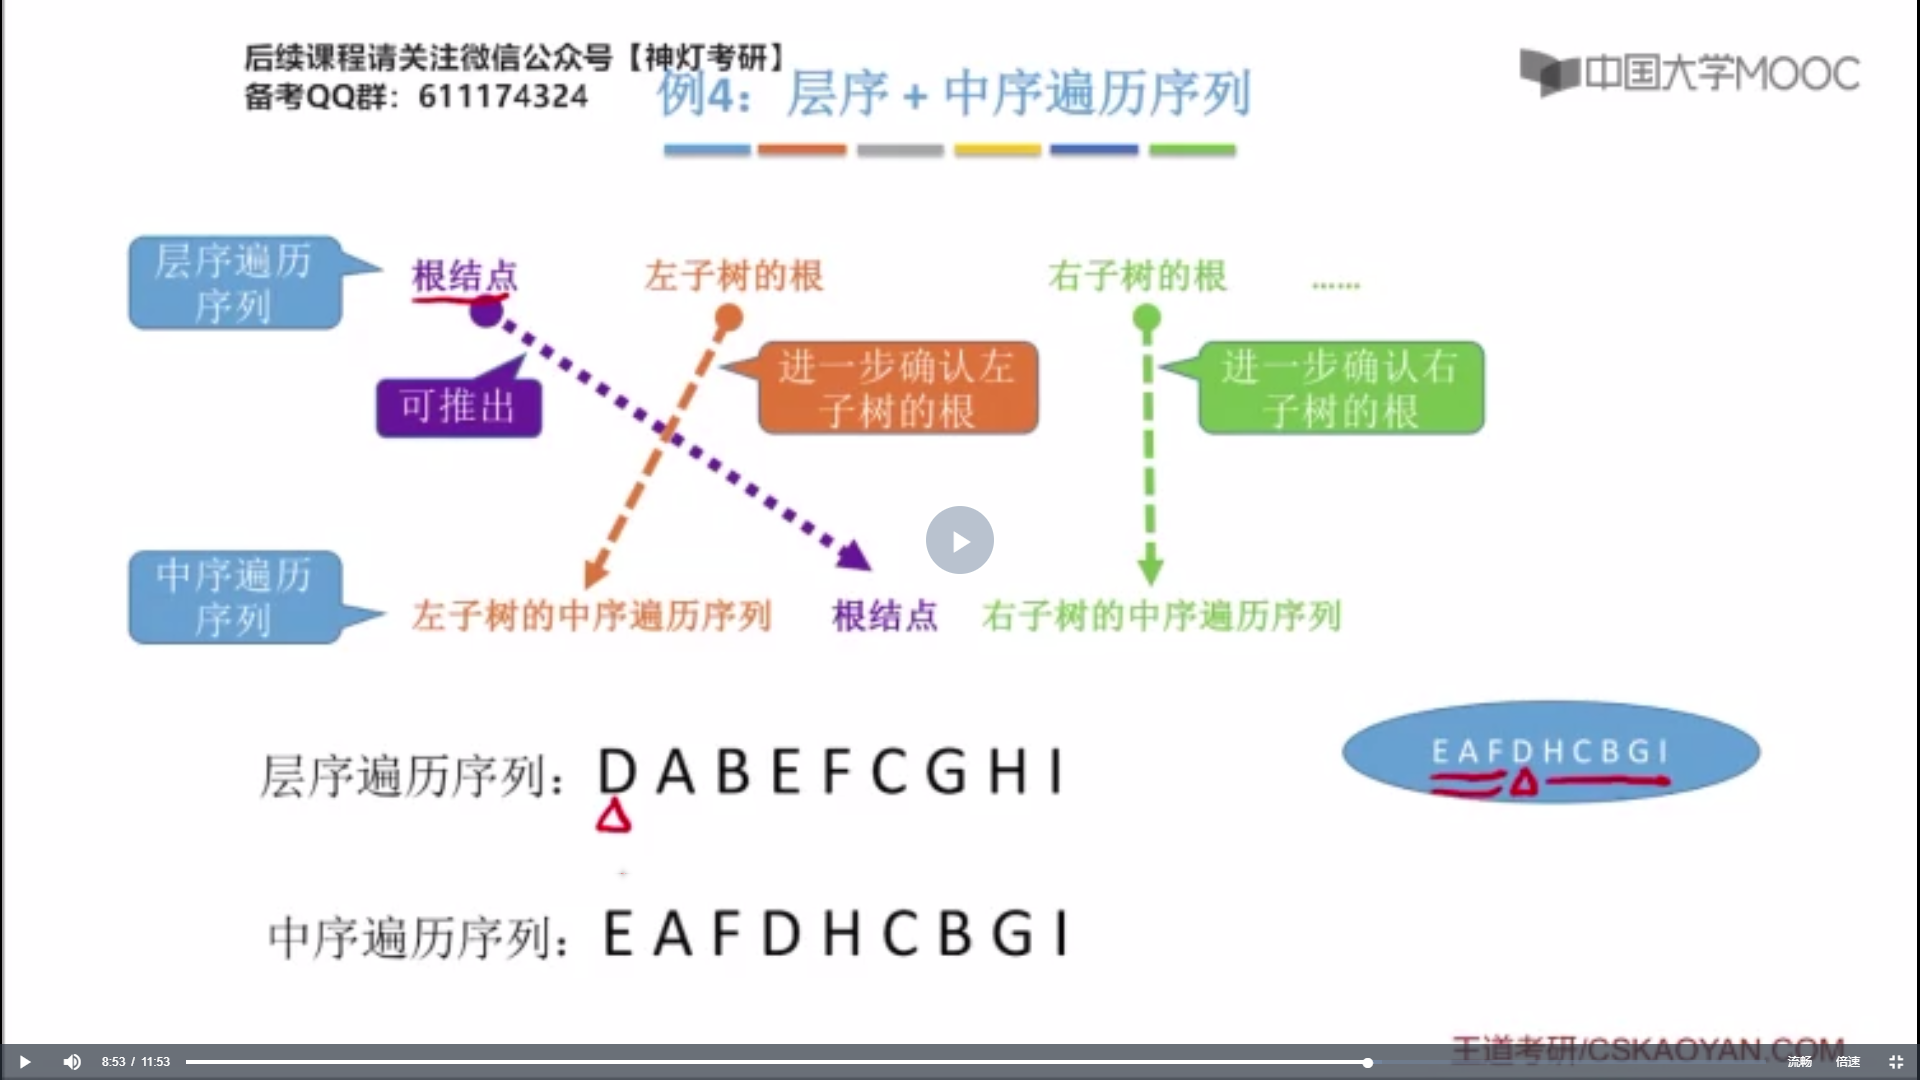 后续课程请关注微信公众号【神灯考研】
备考QQ群：611174324
例4：层序 + 中序遍历序列
中国大学MOOC
层序遍历
序列
根结点
左子树的根
右子树的根
......
可推出
进一步确认左
子树的根
进一步确认右
子树的根
中序遍历
序列
左子树的中序遍历序列
根结点
右子树的中序遍历序列
层序遍历序列：D A B E F C G H I
E A F D H C B G I
中序遍历序列：E A F D H C B G I
王道考研/CSKAOYAN.COM
8:53 / 11:53
流畅
倍速